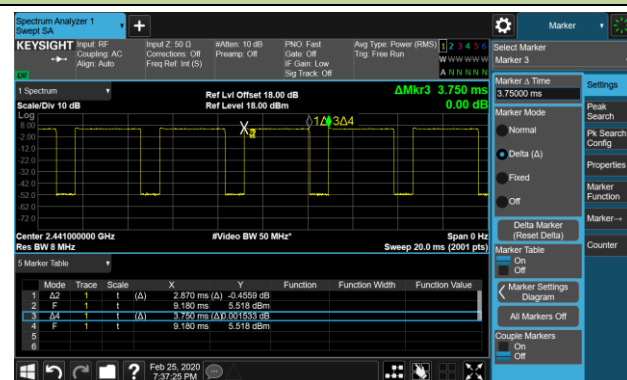 Spectrum Analyzer 1
Swept SA
Marker
KEYSIGHT
Input: RF
Coupling: AC
Align: Auto
Input Z: 50 Ω
Corrections: Off
Freq Ref: Int (S)
#Atten: 10 dB
Preamp: Off
PNO: Fast
Gate: Off
IF Gain: Low
Sig Track: Off
Avg Type: Power (RMS)
Trig: Free Run
1 2 3 4 5 6
W W W W W W
A N N N N N
Select Marker
Marker 3
Marker Δ Time
3.75000 ms
Settings
Peak Search
Pk Search Config
Properties
Marker Function
Marker→
Counter
Marker Mode
Normal
Delta (Δ)
Fixed
Off
Delta Marker
(Reset Delta)
Marker Table
On
Off
Marker Settings
Diagram
All Markers Off
Couple Markers
On
Off
1 Spectrum
Scale/Div 10 dB
Ref Lvl Offset 18.00 dB
Ref Level 18.00 dBm
ΔMkr3 3.750 ms
0.00 dB
Log
8.00
-2.00
-12.0
-22.0
-32.0
-42.0
-52.0
-62.0
-72.0
1Δ 3Δ4
Center 2.441000000 GHz
Res BW 8 MHz
#Video BW 50 MHz*
Span 0 Hz
Sweep 20.0 ms (2001 pts)
5 Marker Table
Mode Trace Scale X Y Function Function Width Function Value
1 Δ2 1 t (Δ) 2.870 ms (Δ) -0.4559 dB
2 F 1 t 9.180 ms 5.518 dBm
3 Δ4 1 t (Δ) 3.750 ms (Δ) 0.001533 dB
4 F 1 t 9.180 ms 5.518 dBm
5
6
Feb 25, 2020
7:37:25 PM